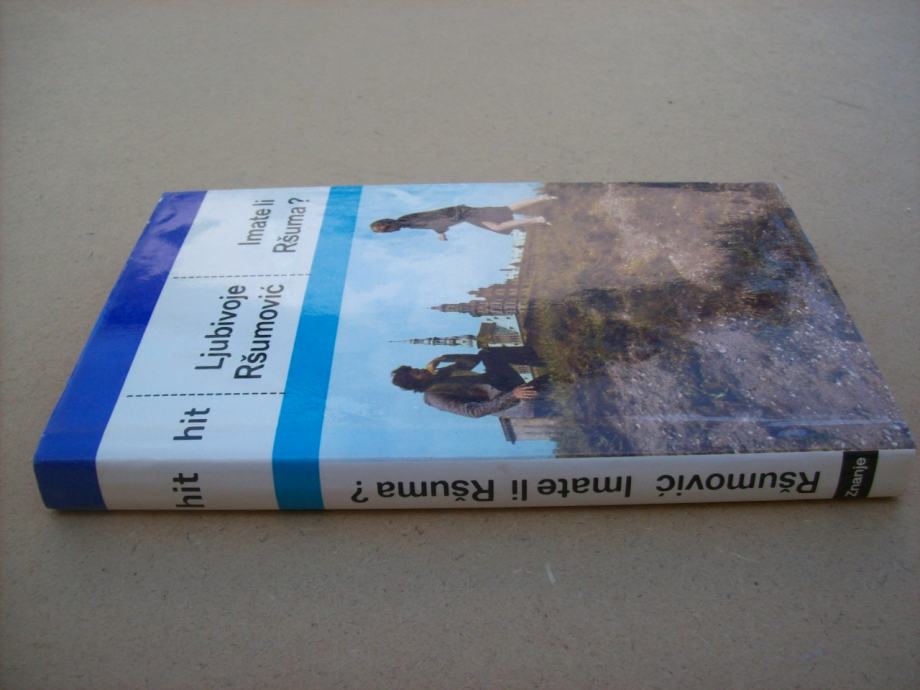 hit
Ljubivoje
Ršumović
Imate li
Ršuma?
hit
Ršumović Imate li Ršuma?
Znanje